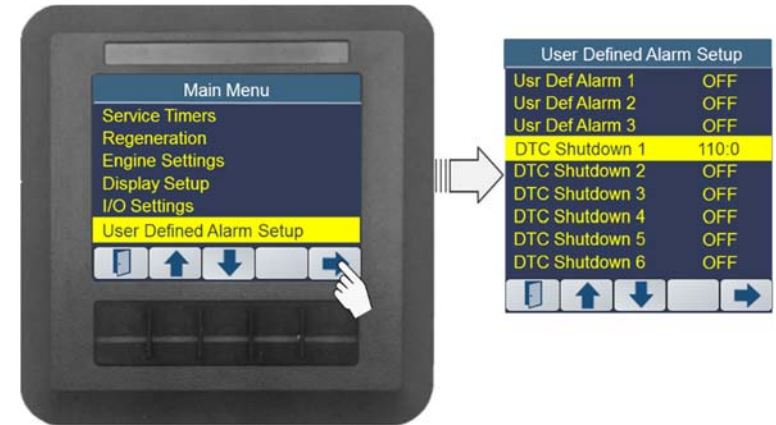 Main Menu
Service Timers
Regeneration
Engine Settings
Display Setup
I/O Settings
User Defined Alarm Setup
User Defined Alarm Setup
Usr Def Alarm 1 OFF
Usr Def Alarm 2 OFF
Usr Def Alarm 3 OFF
DTC Shutdown 1 110:0
DTC Shutdown 2 OFF
DTC Shutdown 3 OFF
DTC Shutdown 4 OFF
DTC Shutdown 5 OFF
DTC Shutdown 6 OFF